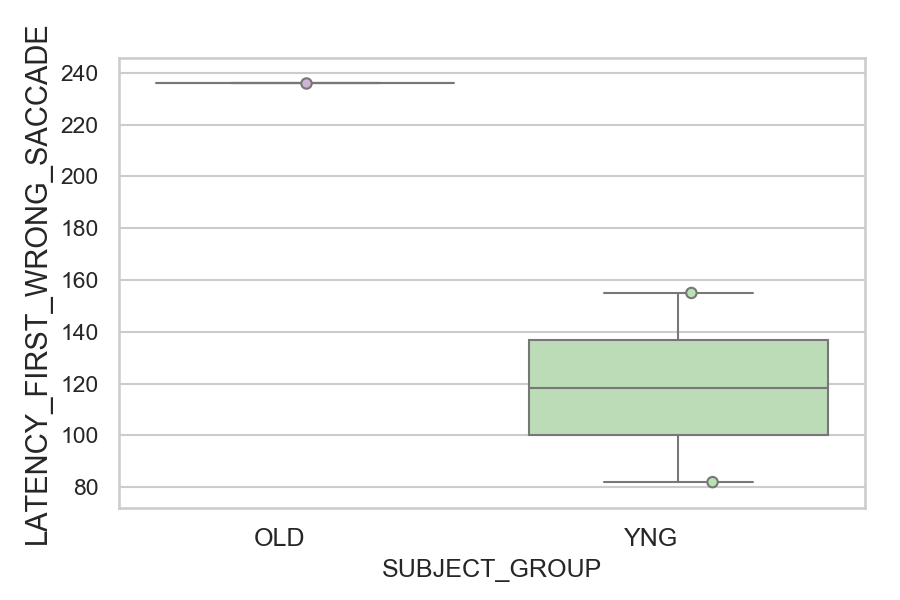 LATENCY_FIRST_WRONG_SACCADE
240
220
200
180
160
140
120
100
80
OLD
YNG
SUBJECT_GROUP